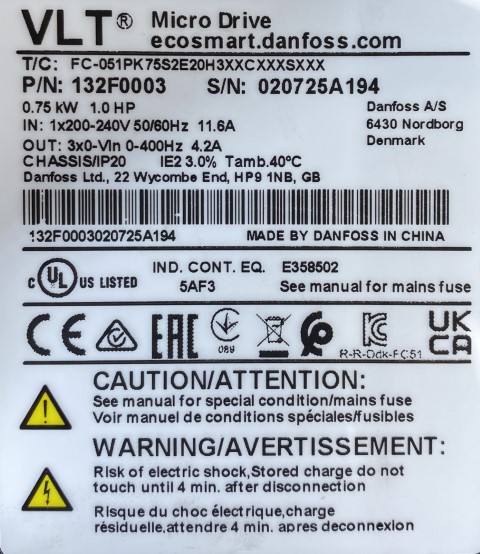 VLT® Micro Drive
ecosmart.danfoss.com
T/C: FC-051PK75S2E20H3XXCXXXSXXX
P/N: 132F0003 S/N: 020725A194
0.75 kW 1.0 HP
Danfoss A/S
IN: 1x200-240V 50/60Hz 11.6A
6430 Nordborg
OUT: 3x0-Vin 0-400Hz 4.2A
Denmark
CHASSIS/IP20 IE2 3.0% Tamb.40°C
Danfoss Ltd., 22 Wycombe End, HP9 1NB, GB
132F0003020725A194 MADE BY DANFOSS IN CHINA
c UL US LISTED IND. CONT. EQ. E358502
5AF3 See manual for mains fuse
CE EAC 089 UK CA
R-R-Ddk-FC51
CAUTION/ATTENTION:
See manual for special condition/mains fuse
Voir manuel de conditions spéciales/fusibles
WARNING/AVERTISSEMENT:
Risk of electric shock,Stored charge do not
touch until 4 min. after disconnection
Risque du choc électrique,charge
résiduelle,attendre 4 min. apres deconnexion